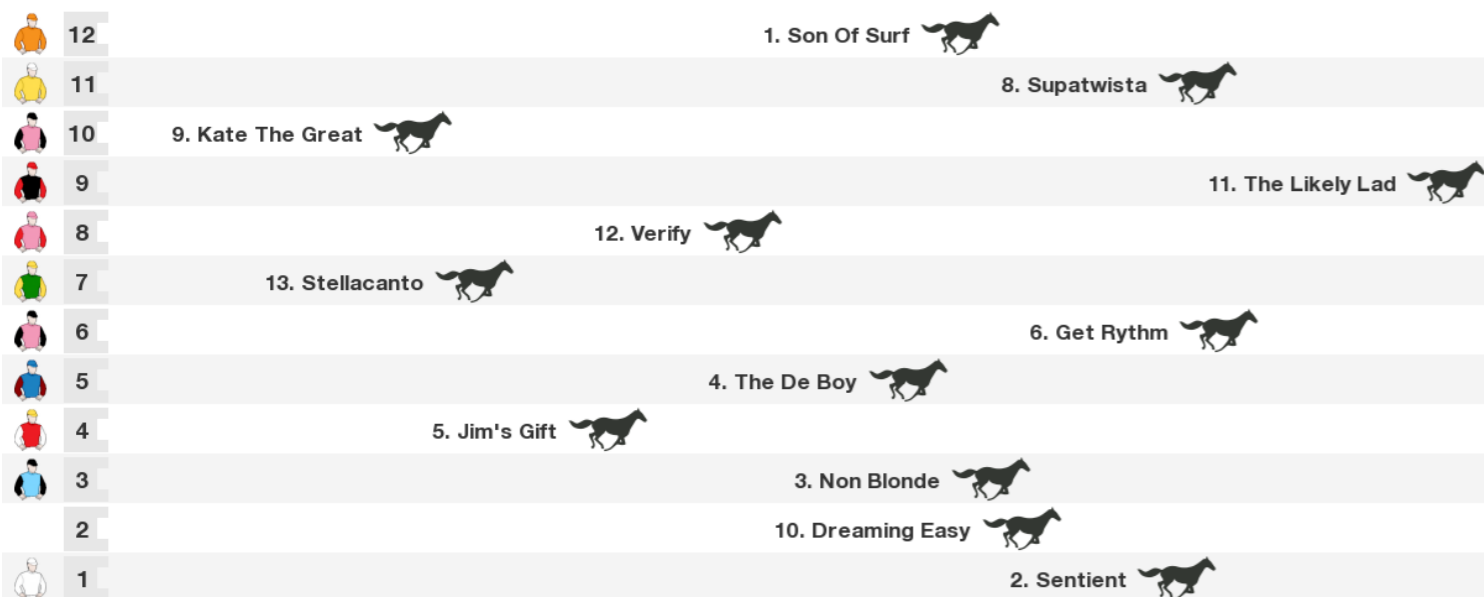 12 1. Son Of Surf
11 8. Supatwista
10 9. Kate The Great
9 11. The Likely Lad
8 12. Verify
7 13. Stellacanto
6 6. Get Rythm
5 4. The De Boy
4 5. Jim's Gift
3 3. Non Blonde
2 10. Dreaming Easy
1 2. Sentient